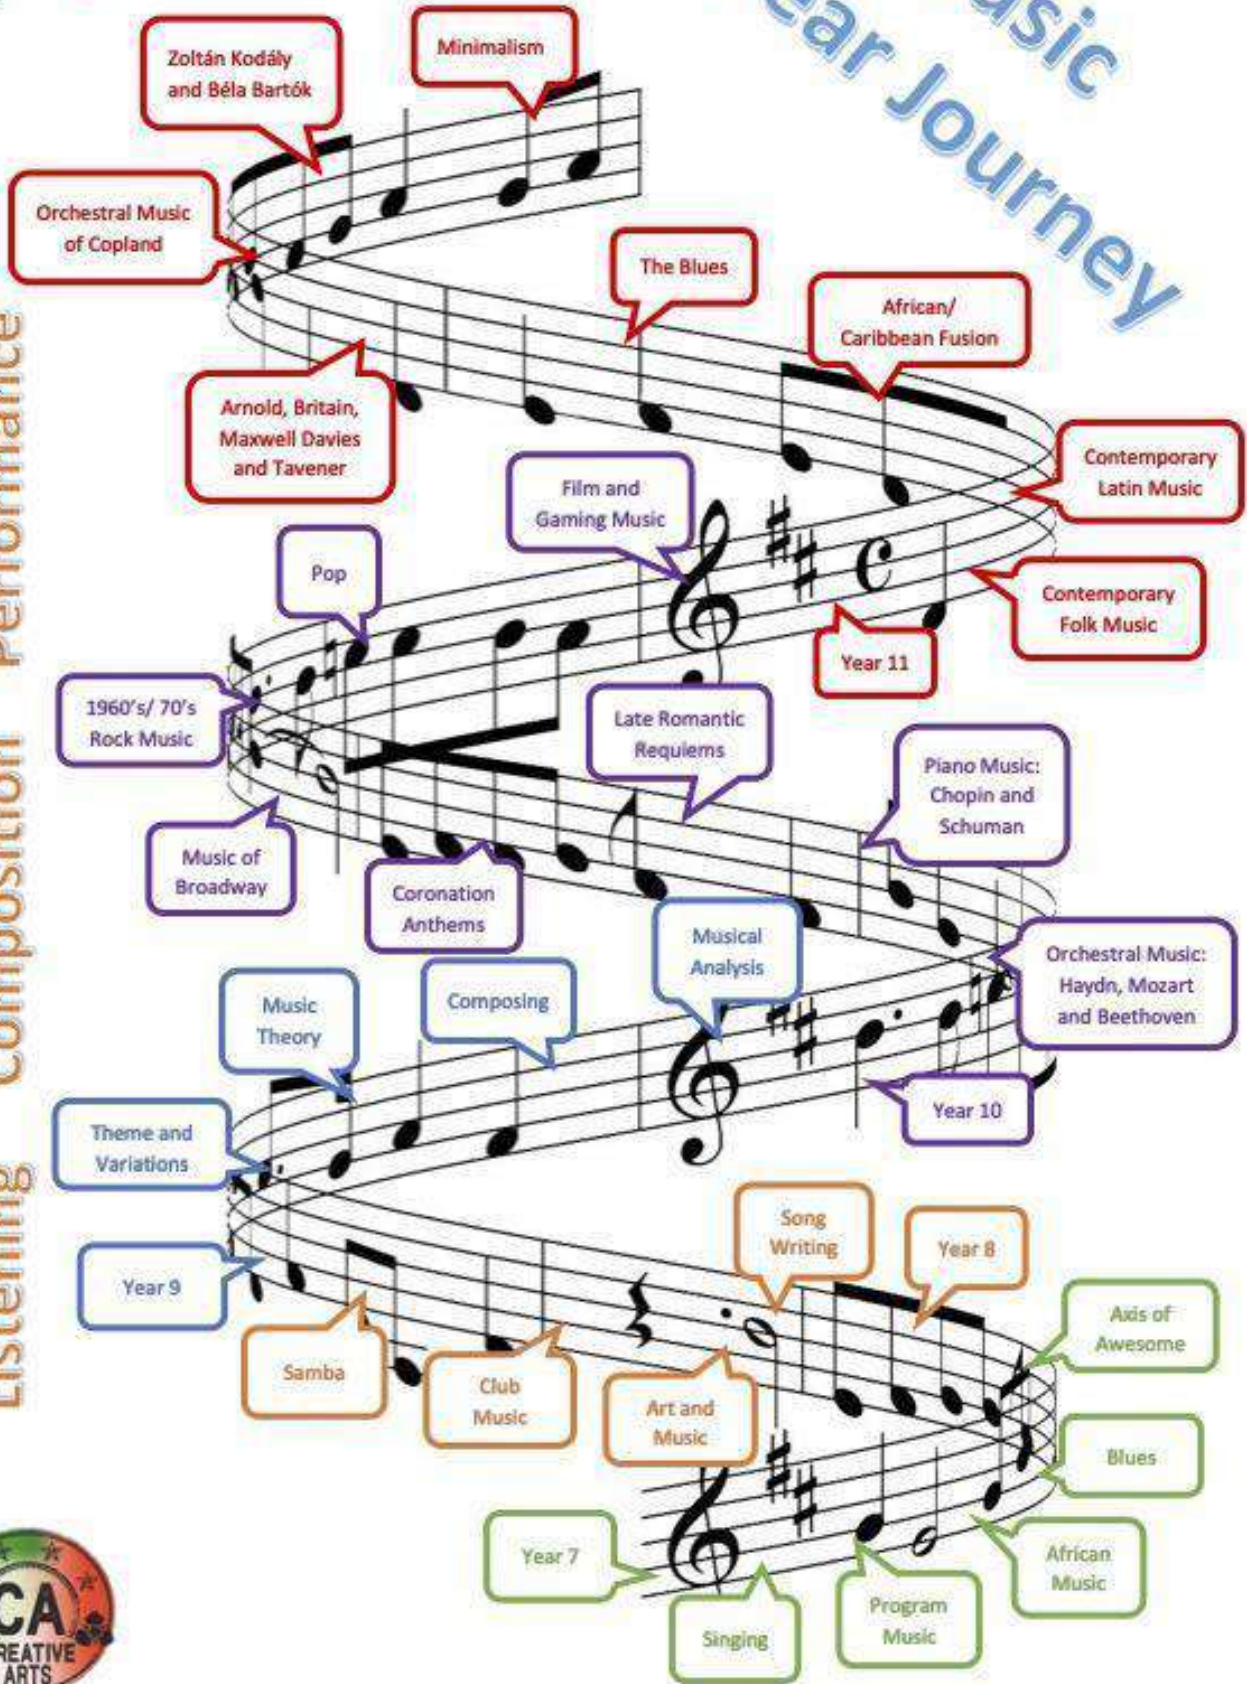 usic
ear Journey
Zoltán Kodály
and Béla Bartók
Minimalism
Orchestral Music
of Copland
The Blues
African/
Caribbean Fusion
Arnold, Britain,
Maxwell Davies
and Tavener
Contemporary
Latin Music
Film and
Gaming Music
Pop
Contemporary
Folk Music
Year 11
1960's/ 70's
Rock Music
Late Romantic
Requiems
Piano Music:
Chopin and
Schuman
Music of
Broadway
Coronation
Anthems
Musical
Analysis
Orchestral Music:
Haydn, Mozart
and Beethoven
Music
Theory
Composing
Year 10
Theme and
Variations
Song
Writing
Year 8
Year 9
Axis of
Awesome
Samba
Club
Music
Art and
Music
Blues
Year 7
African
Music
Program
Music
Singing
Listening Composition Performance
CA
CREATIVE
ARTS